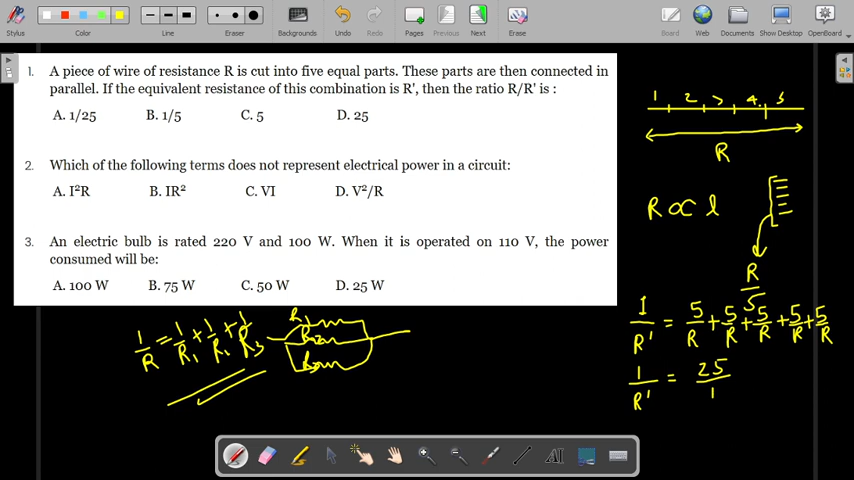 Stylus
Color
Line
Eraser
Backgrounds
Undo
Redo
Pages
Previous
Next
Erase
Board
Web
Documents
Show Desktop
OpenBoard
1. A piece of wire of resistance R is cut into five equal parts. These parts are then connected in
parallel. If the equivalent resistance of this combination is R', then the ratio R/R' is :
A. 1/25 B. 1/5 C. 5 D. 25
2. Which of the following terms does not represent electrical power in a circuit:
A. I²R B. IR² C. VI D. V²/R
3. An electric bulb is rated 220 V and 100 W. When it is operated on 110 V, the power
consumed will be:
A. 100 W B. 75 W C. 50 W D. 25 W
1 2 3 4 5
R
R ∝ l
R/5
1/R' = 5/R + 5/R + 5/R + 5/R + 5/R
1/R' = 25/
1/R = 1/R₁ + 1/R₁ + 1/R₃
R₁
R₂
R₃